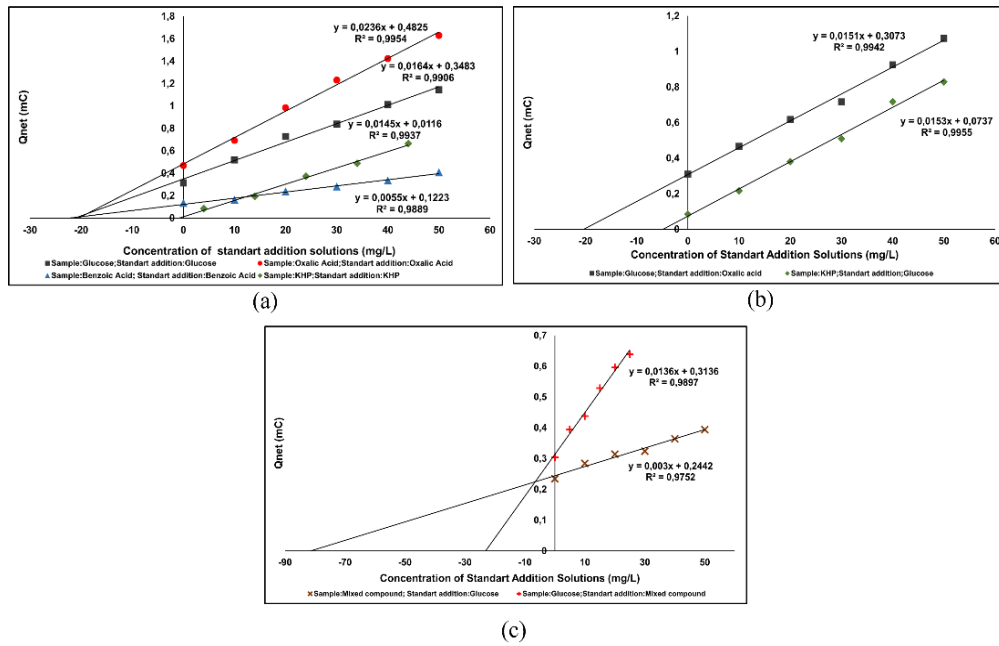 1,8
1,6
1,4
1,2
1
0,8
0,6
0,4
0,2
0
Qnet (mC)
y = 0,0236x + 0,4825
R² = 0,9954
y = 0,0164x + 0,3483
R² = 0,9906
y = 0,0145x + 0,0116
R² = 0,9937
y = 0,0055x + 0,1223
R² = 0,9889
-30 -20 -10 0 10 20 30 40 50 60
Concentration of standart addition solutions (mg/L)
Sample:Glucose;Standart addition:Glucose Sample:Oxalic Acid;Standart addition:Oxalic Acid
Sample:Benzoic Acid; Standart addition:Benzoic Acid Sample:KHP;Standart addition:KHP
(a)
1,2
1
0,8
0,6
0,4
0,2
0
Qnet (mC)
y = 0,0151x + 0,3073
R² = 0,9942
y = 0,0153x + 0,0737
R² = 0,9955
-30 -20 -10 0 10 20 30 40 50 60
Concentration of Standart Addition Solutions (mg/L)
Sample:Glucose;Standart addition:Oxalic acid Sample:KHP;Standart addition;Glucose
(b)
0,7
0,6
0,5
0,4
0,3
0,2
0,1
0
Qnet (mC)
y = 0,0136x + 0,3136
R² = 0,9897
y = 0,003x + 0,2442
R² = 0,9752
-90 -70 -50 -30 -10 10 30 50
Concentration of Standart Addition Solutions (mg/L)
Sample:Mixed compound; Standart addition:Glucose Sample:Glucose;Standart addition:Mixed compound
(c)